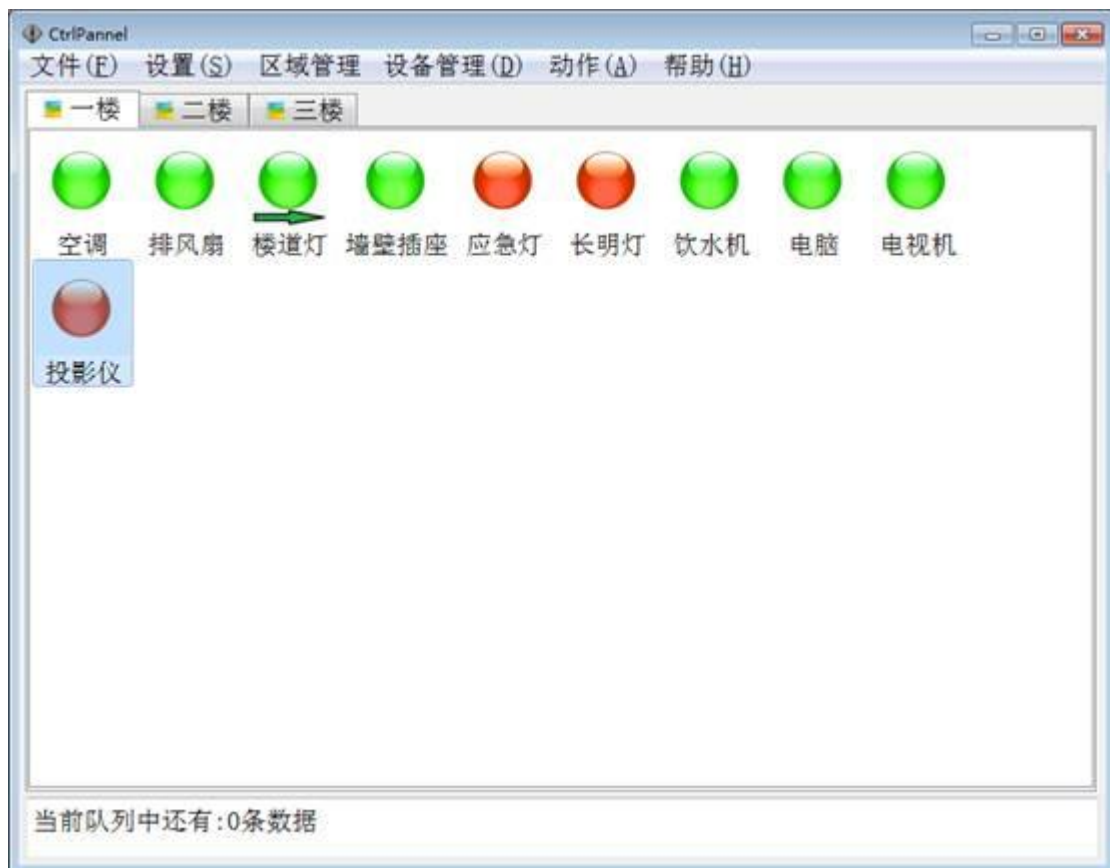 CtrlPannel
文件(F) 设置(S) 区域管理 设备管理(D) 动作(A) 帮助(H)
一楼 二楼 三楼
空调 排风扇 楼道灯 墙壁插座 应急灯 长明灯 饮水机 电脑 电视机
投影仪
当前队列中还有:0条数据